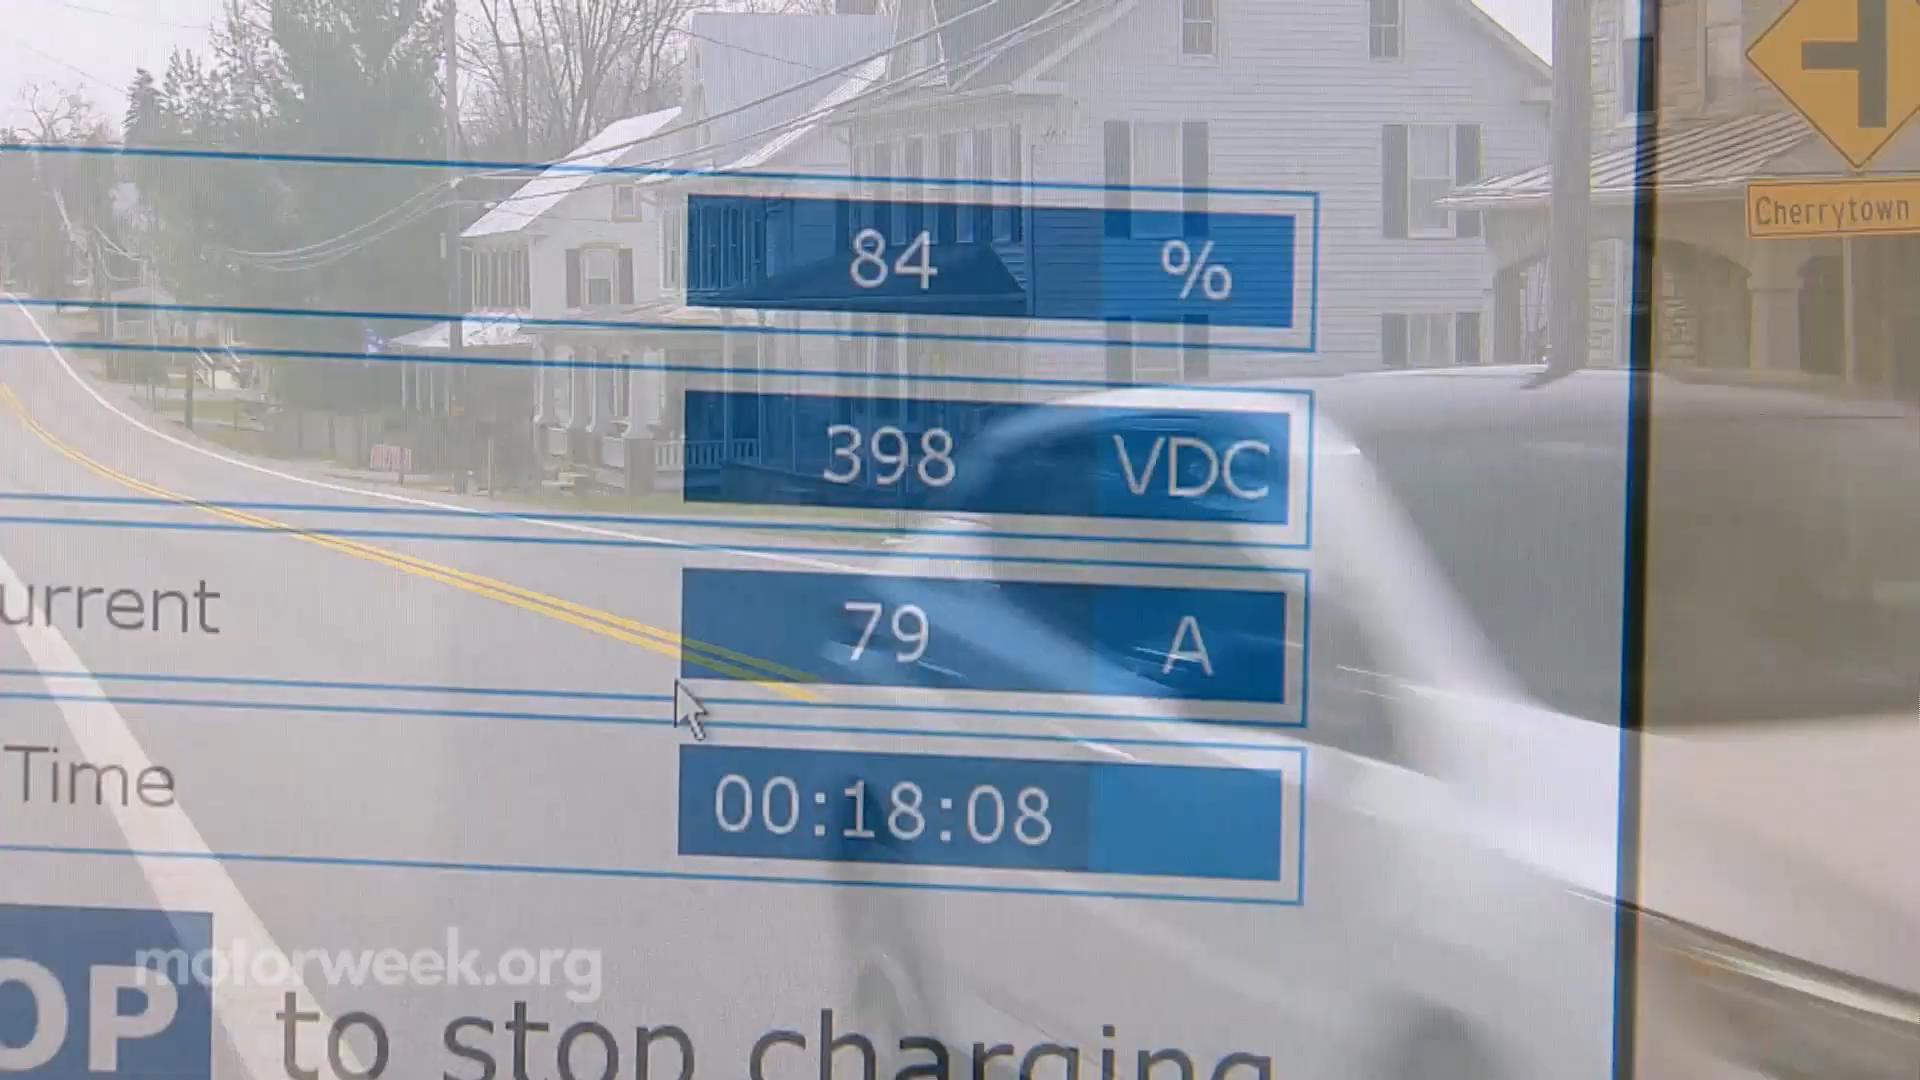 Cherrytown
84 %
398 VDC
urrent 79 A
Time 00:18:08
motorweek.org
OP to stop charging